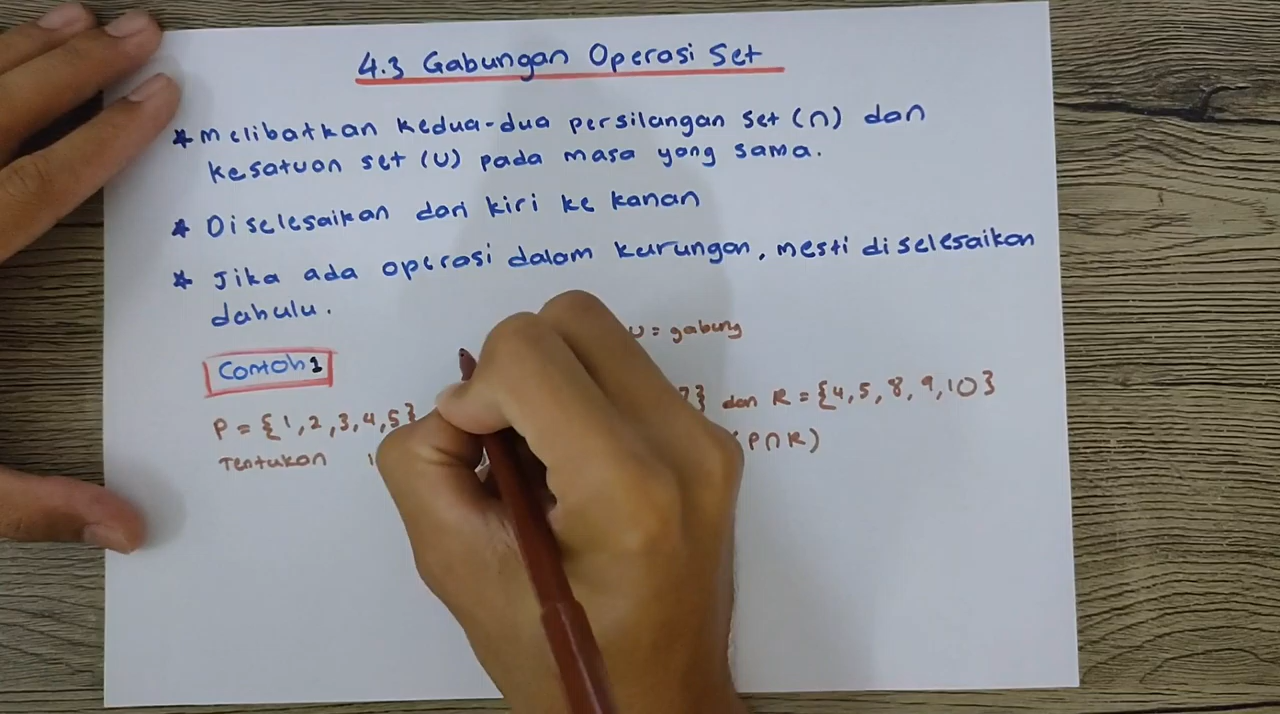 4.3 Gabungan Operasi Set
* Melibatkan kedua-dua persilangan set (∩) dan
kesatuan set (∪) pada masa yang sama.
* Diselesaikan dari kiri ke kanan
* Jika ada operasi dalam kurungan, mesti diselesaikan
dahulu.
∪ = gabung
Contoh 1
P = {1,2,3,4,5} 7} dan R = {4,5,8,9,10}
Tentukan (P∩R)